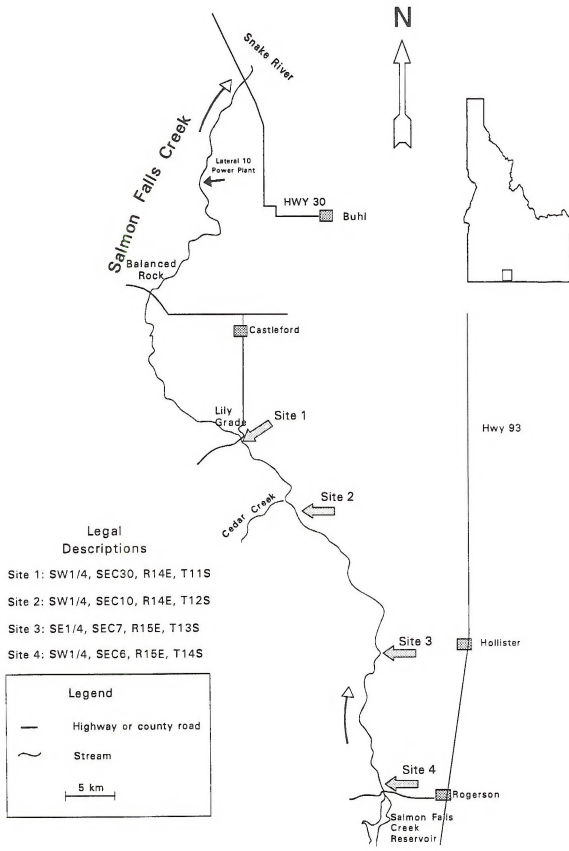 N
Snake River
Salmon Falls Creek
Lateral 10
Power Plant
HWY 30
Buhl
Balanced
Rock
Castleford
Lily
Grade
Site 1
Hwy 93
Site 2
Cedar Creek
Legal
Descriptions
Site 1: SW1/4, SEC30, R14E, T11S
Site 2: SW1/4, SEC10, R14E, T12S
Site 3: SE1/4, SEC7, R15E, T13S
Site 4: SW1/4, SEC6, R15E, T14S
Site 3
Hollister
Legend
Highway or county road
Stream
5 km
Site 4
Rogerson
Salmon Falls
Creek
Reservoir